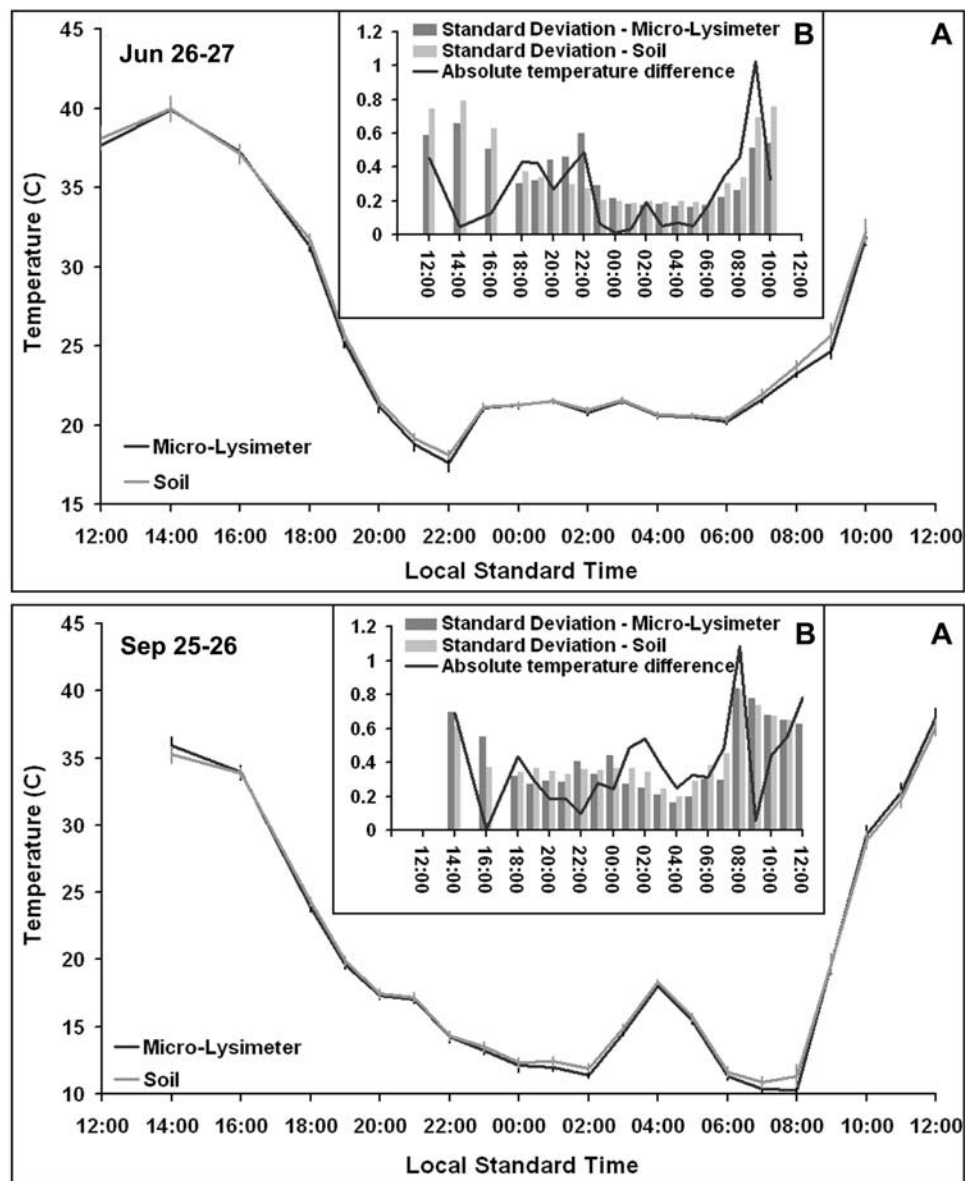 45
40
35
30
25
20
15
Temperature (C)
Jun 26-27
A
B
Standard Deviation - Micro-Lysimeter
Standard Deviation - Soil
Absolute temperature difference
1.2
1
0.8
0.6
0.4
0.2
0
12:00 14:00 16:00 18:00 20:00 22:00 00:00 02:00 04:00 06:00 08:00 10:00 12:00
Micro-Lysimeter
Soil
12:00 14:00 16:00 18:00 20:00 22:00 00:00 02:00 04:00 06:00 08:00 10:00 12:00
Local Standard Time
45
40
35
30
25
20
15
10
Temperature (C)
Sep 25-26
A
B
Standard Deviation - Micro-Lysimeter
Standard Deviation - Soil
Absolute temperature difference
1.2
1
0.8
0.6
0.4
0.2
0
12:00 14:00 16:00 18:00 20:00 22:00 00:00 02:00 04:00 06:00 08:00 10:00 12:00
Micro-Lysimeter
Soil
12:00 14:00 16:00 18:00 20:00 22:00 00:00 02:00 04:00 06:00 08:00 10:00 12:00
Local Standard Time